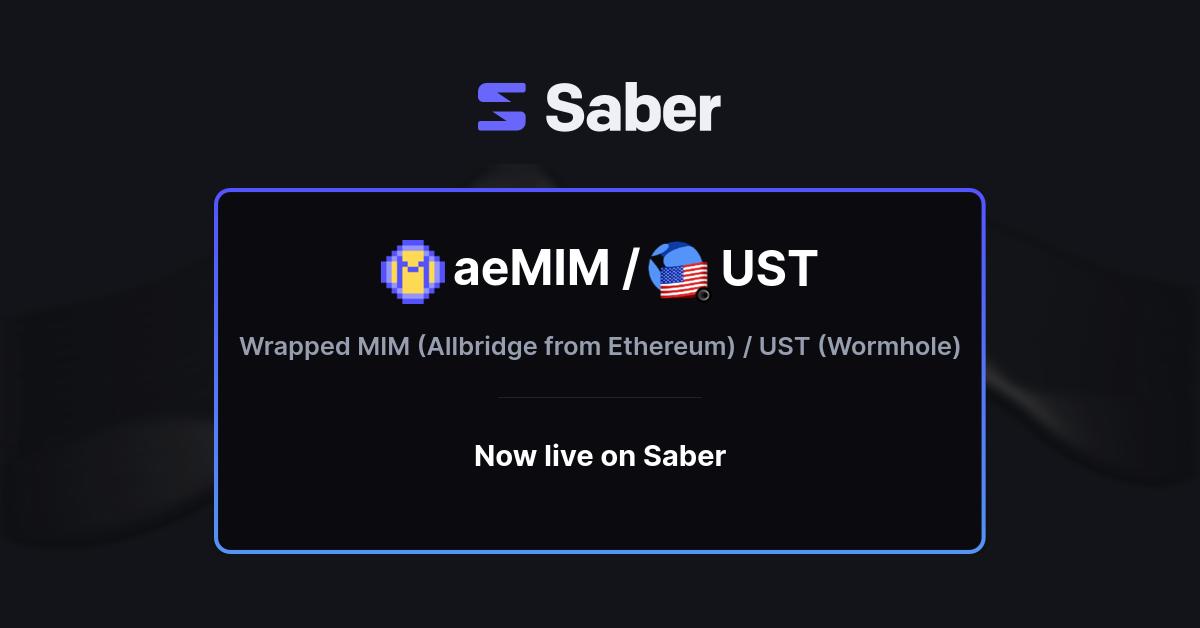 Saber
aeMIM / UST
Wrapped MIM (Allbridge from Ethereum) / UST (Wormhole)
Now live on Saber